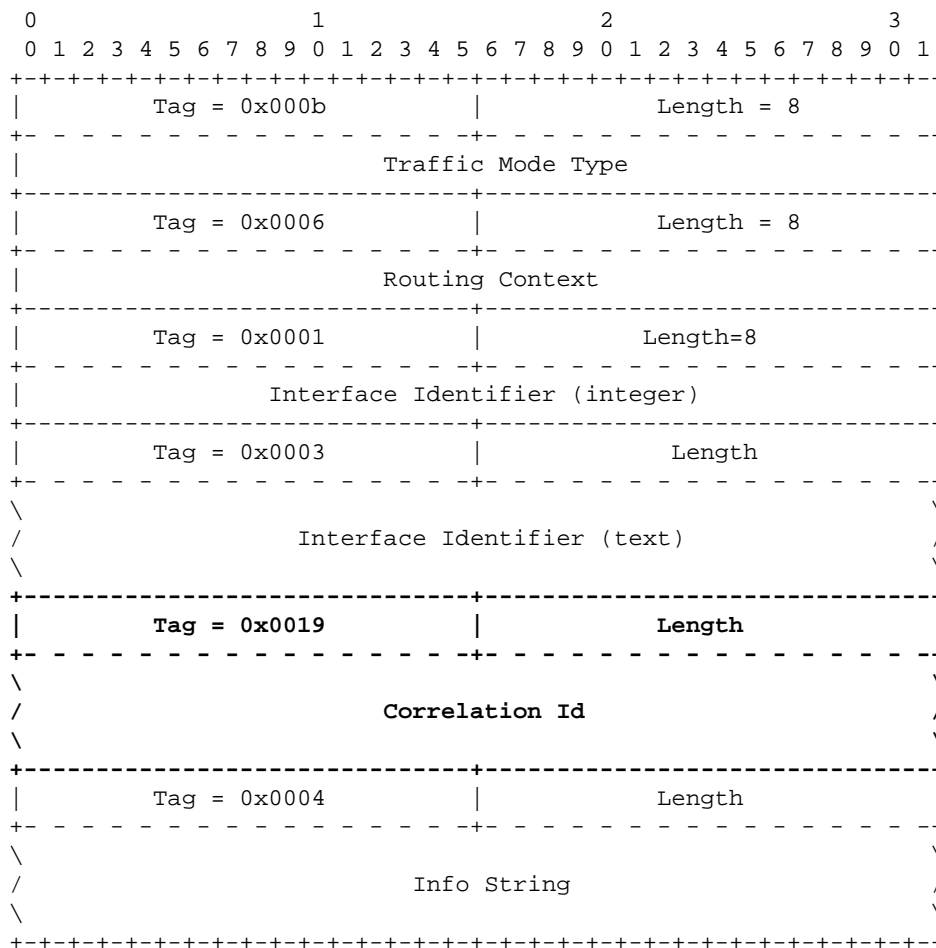 0                   1                   2                   3
0 1 2 3 4 5 6 7 8 9 0 1 2 3 4 5 6 7 8 9 0 1 2 3 4 5 6 7 8 9 0 1
+-+-+-+-+-+-+-+-+-+-+-+-+-+-+-+-+-+-+-+-+-+-+-+-+-+-+-+-+-+-+-+--
| Tag = 0x000b | Length = 8
+- - - - - - - - - - - - - - - -+- - - - - - - - - - - - - - - --
| Traffic Mode Type
+-------------------------------+--------------------------------
| Tag = 0x0006 | Length = 8
+- - - - - - - - - - - - - - - -+- - - - - - - - - - - - - - - --
| Routing Context
+-------------------------------+--------------------------------
| Tag = 0x0001 | Length=8
+- - - - - - - - - - - - - - - -+- - - - - - - - - - - - - - - --
| Interface Identifier (integer)
+-------------------------------+--------------------------------
| Tag = 0x0003 | Length
+- - - - - - - - - - - - - - - -+- - - - - - - - - - - - - - - --
\ \
/ Interface Identifier (text) /
\ \
+-------------------------------+--------------------------------
| Tag = 0x0019 | Length
+- - - - - - - - - - - - - - - -+- - - - - - - - - - - - - - - --
\ \
/ Correlation Id /
\ \
+-------------------------------+--------------------------------
| Tag = 0x0004 | Length
+- - - - - - - - - - - - - - - -+- - - - - - - - - - - - - - - --
\ \
/ Info String /
\ \
+-+-+-+-+-+-+-+-+-+-+-+-+-+-+-+-+-+-+-+-+-+-+-+-+-+-+-+-+-+-+-+--